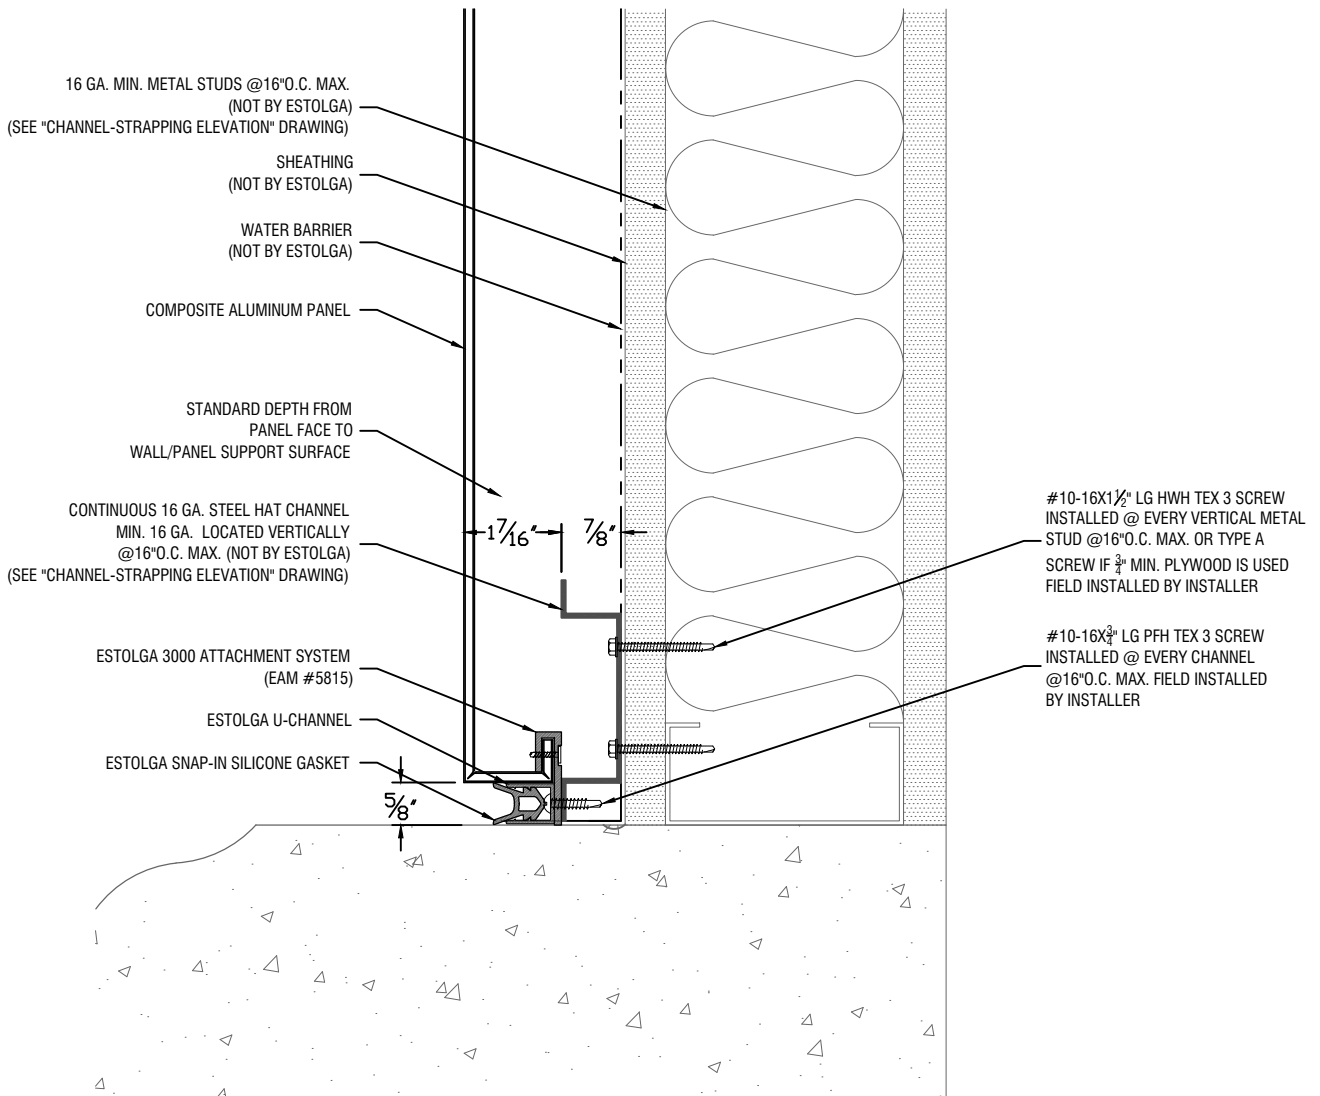 16 GA. MIN. METAL STUDS @16"O.C. MAX.
(NOT BY ESTOLGA)
(SEE "CHANNEL-STRAPPING ELEVATION" DRAWING)
SHEATHING
(NOT BY ESTOLGA)
WATER BARRIER
(NOT BY ESTOLGA)
COMPOSITE ALUMINUM PANEL
STANDARD DEPTH FROM
PANEL FACE TO
WALL/PANEL SUPPORT SURFACE
CONTINUOUS 16 GA. STEEL HAT CHANNEL
MIN. 16 GA. LOCATED VERTICALLY
@16"O.C. MAX. (NOT BY ESTOLGA)
(SEE "CHANNEL-STRAPPING ELEVATION" DRAWING)
ESTOLGA 3000 ATTACHMENT SYSTEM
(EAM #5815)
ESTOLGA U-CHANNEL
ESTOLGA SNAP-IN SILICONE GASKET
1 7/16"
7/8"
5/8"
#10-16X1 1/2" LG HWH TEX 3 SCREW
INSTALLED @ EVERY VERTICAL METAL
STUD @16"O.C. MAX. OR TYPE A
SCREW IF 3/4" MIN. PLYWOOD IS USED
FIELD INSTALLED BY INSTALLER
#10-16X3/4" LG PFH TEX 3 SCREW
INSTALLED @ EVERY CHANNEL
@16"O.C. MAX. FIELD INSTALLED
BY INSTALLER